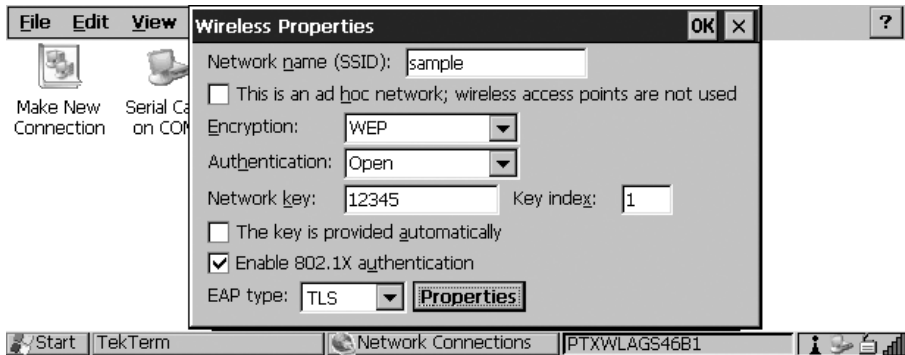 File Edit View
Wireless Properties OK ×
?
Network name (SSID): sample
This is an ad hoc network; wireless access points are not used
Make New Connection
Serial Ca
on COM
Encryption: WEP
Authentication: Open
Network key: 12345 Key index: 1
The key is provided automatically
Enable 802.1X authentication
EAP type: TLS Properties
Start TekTerm Network Connections PTXWLAGS46B1